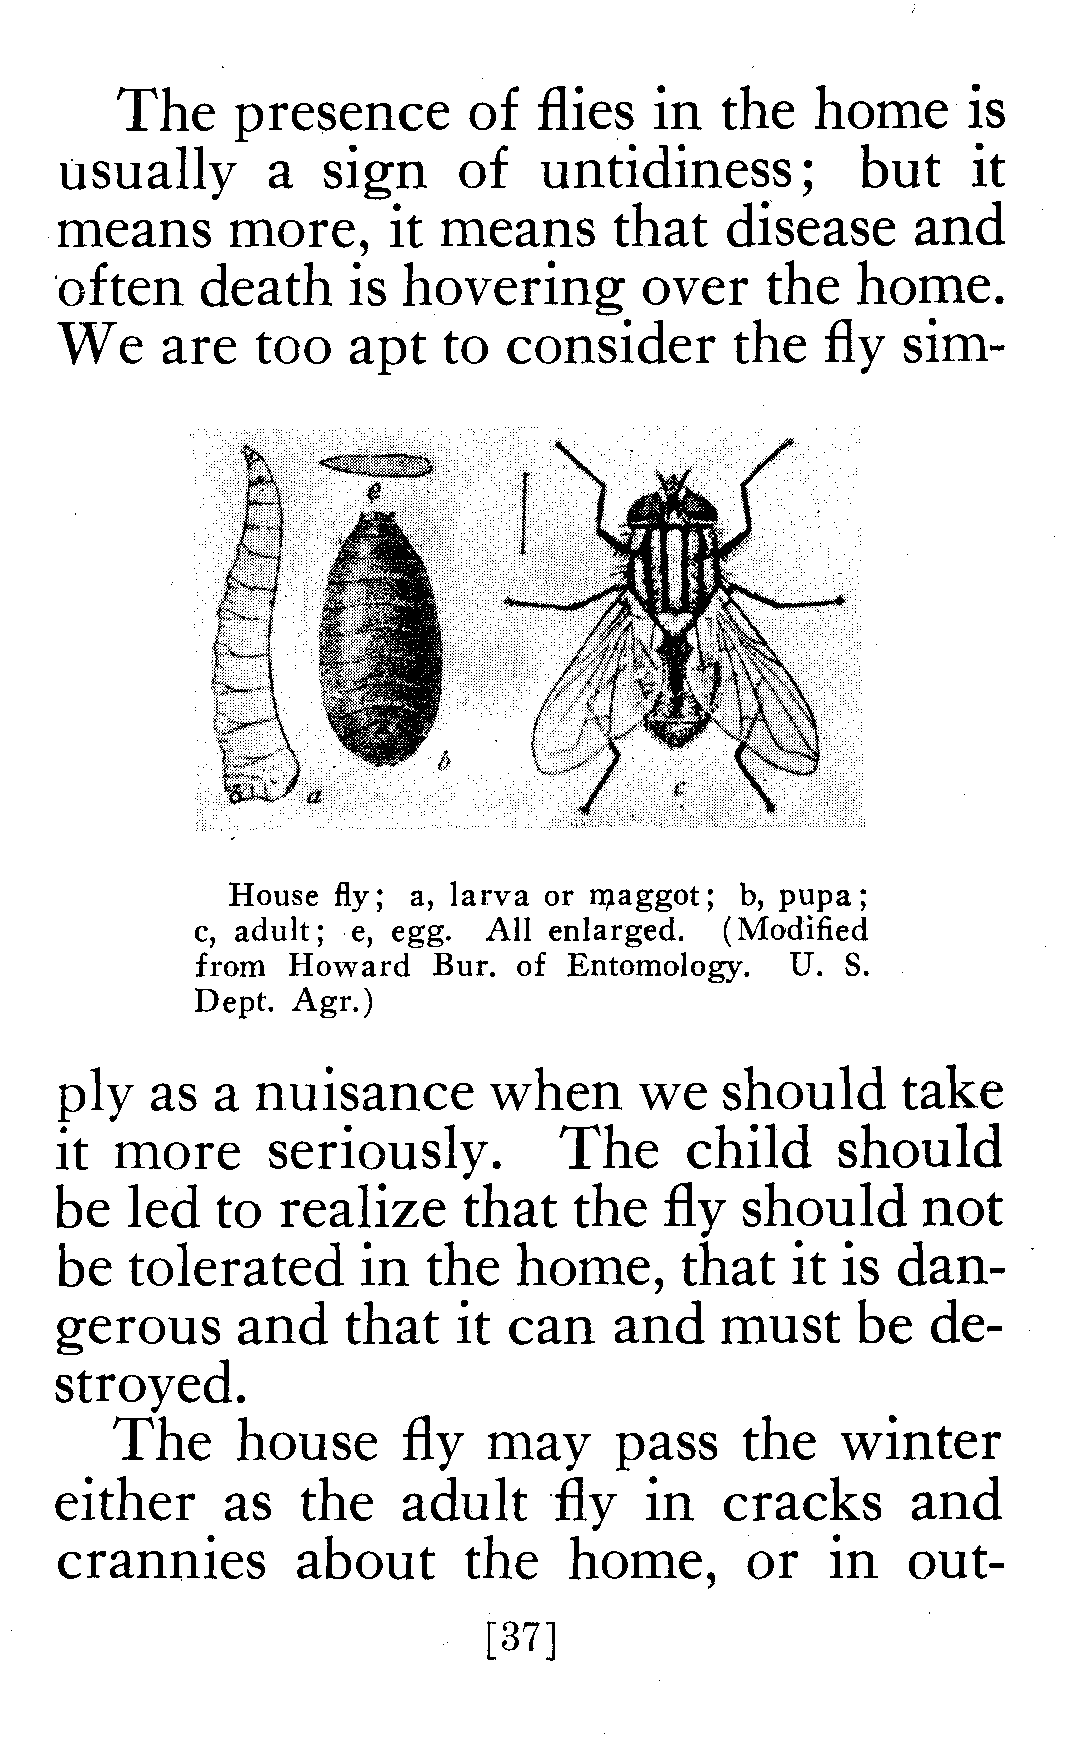 The presence of flies in the home is
usually a sign of untidiness; but it
means more, it means that disease and
often death is hovering over the home.
We are too apt to consider the fly sim-
e
b
a
c
House fly; a, larva or maggot; b, pupa;
c, adult; e, egg. All enlarged. (Modified
from Howard Bur. of Entomology. U. S.
Dept. Agr.)
ply as a nuisance when we should take
it more seriously. The child should
be led to realize that the fly should not
be tolerated in the home, that it is dan-
gerous and that it can and must be de-
stroyed.
The house fly may pass the winter
either as the adult fly in cracks and
crannies about the home, or in out-
[37]